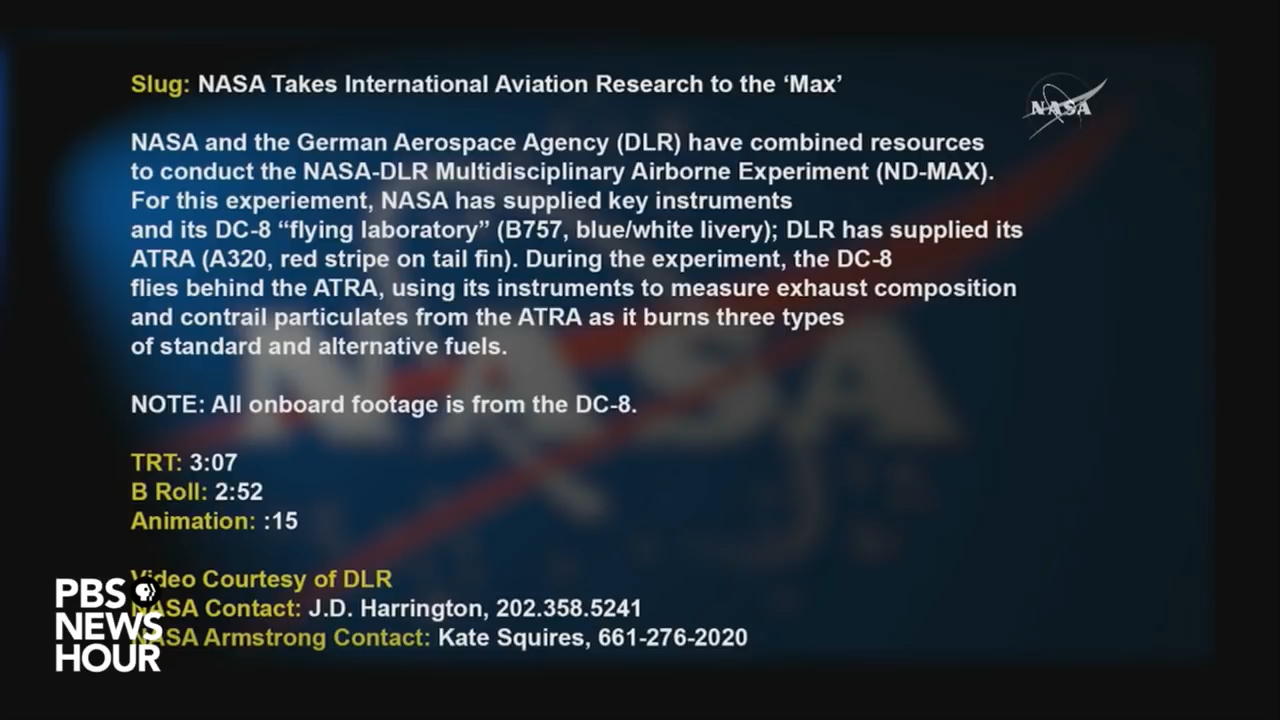 Slug: NASA Takes International Aviation Research to the ‘Max’
NASA
NASA and the German Aerospace Agency (DLR) have combined resources
to conduct the NASA-DLR Multidisciplinary Airborne Experiment (ND-MAX).
For this experiement, NASA has supplied key instruments
and its DC-8 “flying laboratory” (B757, blue/white livery); DLR has supplied its
ATRA (A320, red stripe on tail fin). During the experiment, the DC-8
flies behind the ATRA, using its instruments to measure exhaust composition
and contrail particulates from the ATRA as it burns three types
of standard and alternative fuels.
NASA
NOTE: All onboard footage is from the DC-8.
TRT: 3:07
B Roll: 2:52
Animation: :15
Video Courtesy of DLR
NASA Contact: J.D. Harrington, 202.358.5241
NASA Armstrong Contact: Kate Squires, 661-276-2020
PBS
NEWS
HOUR